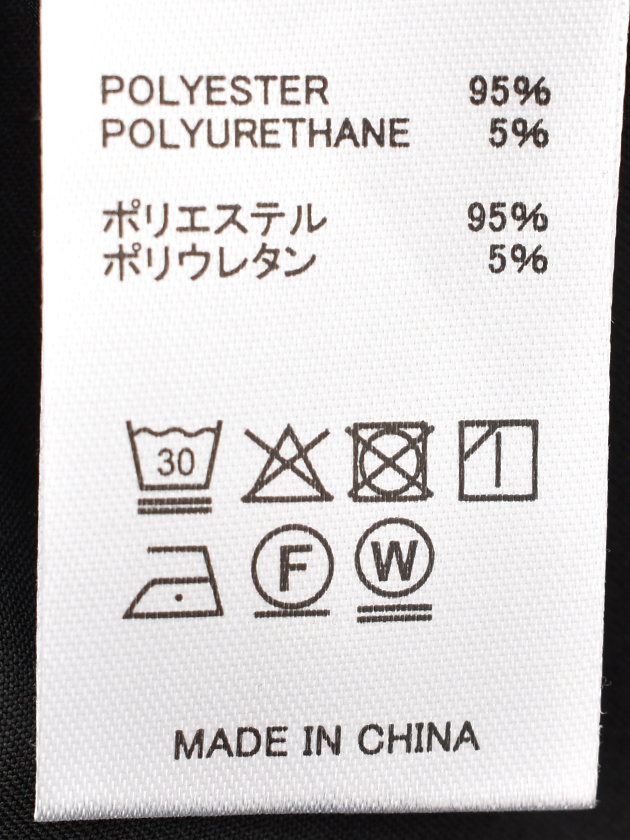 POLYESTER 95%
POLYURETHANE 5%
ポリエステル 95%
ポリウレタン 5%
30
F W
MADE IN CHINA